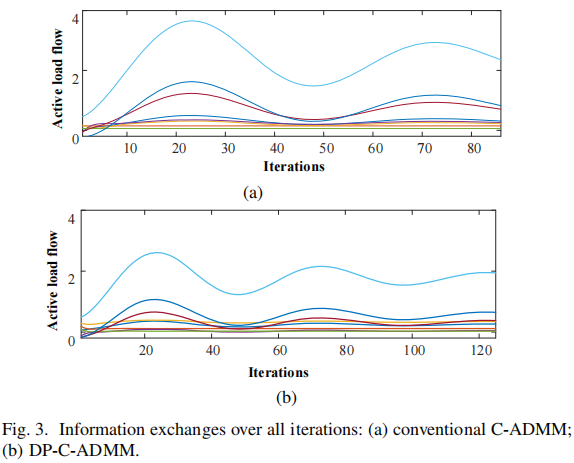 4
2
0
Active load flow
10 20 30 40 50 60 70 80
Iterations
(a)
4
2
0
Active load flow
20 40 60 80 100 120
Iterations
(b)
Fig. 3. Information exchanges over all iterations: (a) conventional C-ADMM;
(b) DP-C-ADMM.